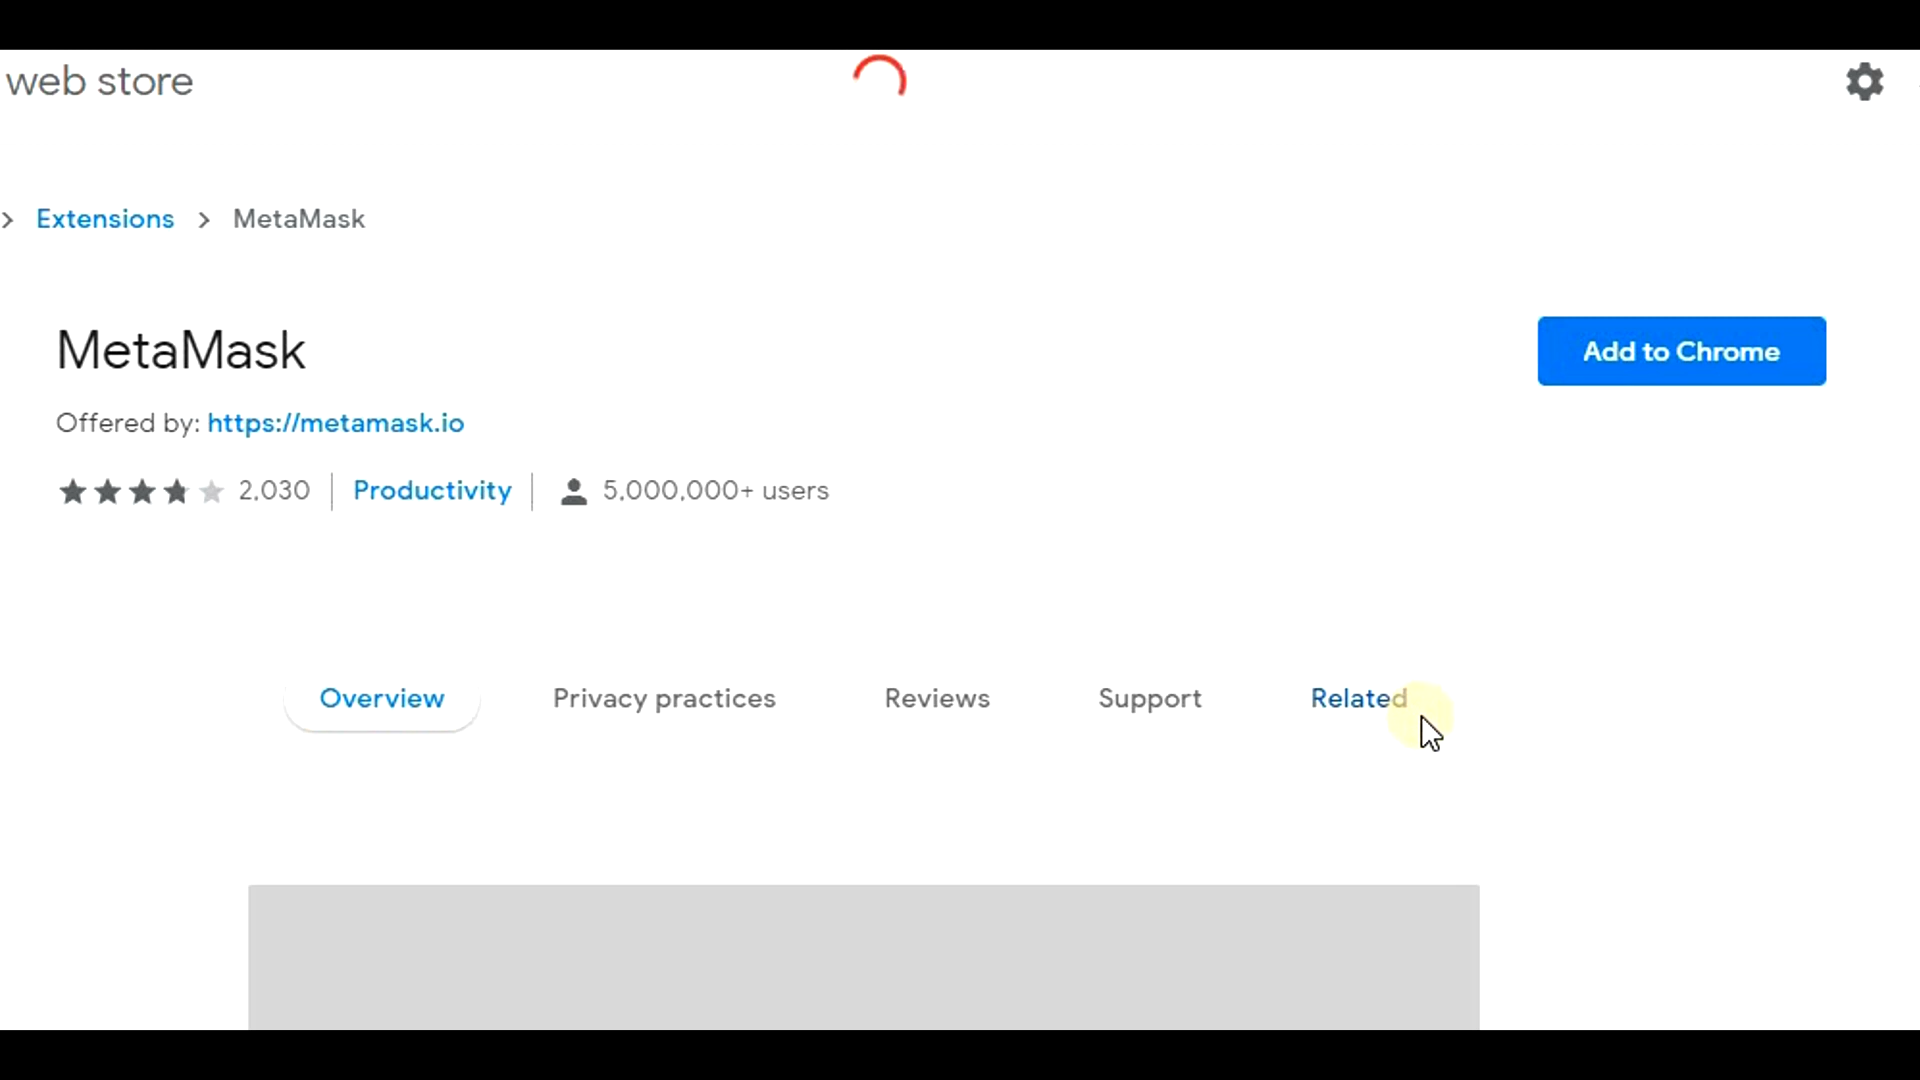 web store
Extensions > MetaMask
MetaMask
Add to Chrome
Offered by: https://metamask.io
2,030 Productivity 5,000,000+ users
Overview Privacy practices Reviews Support Related